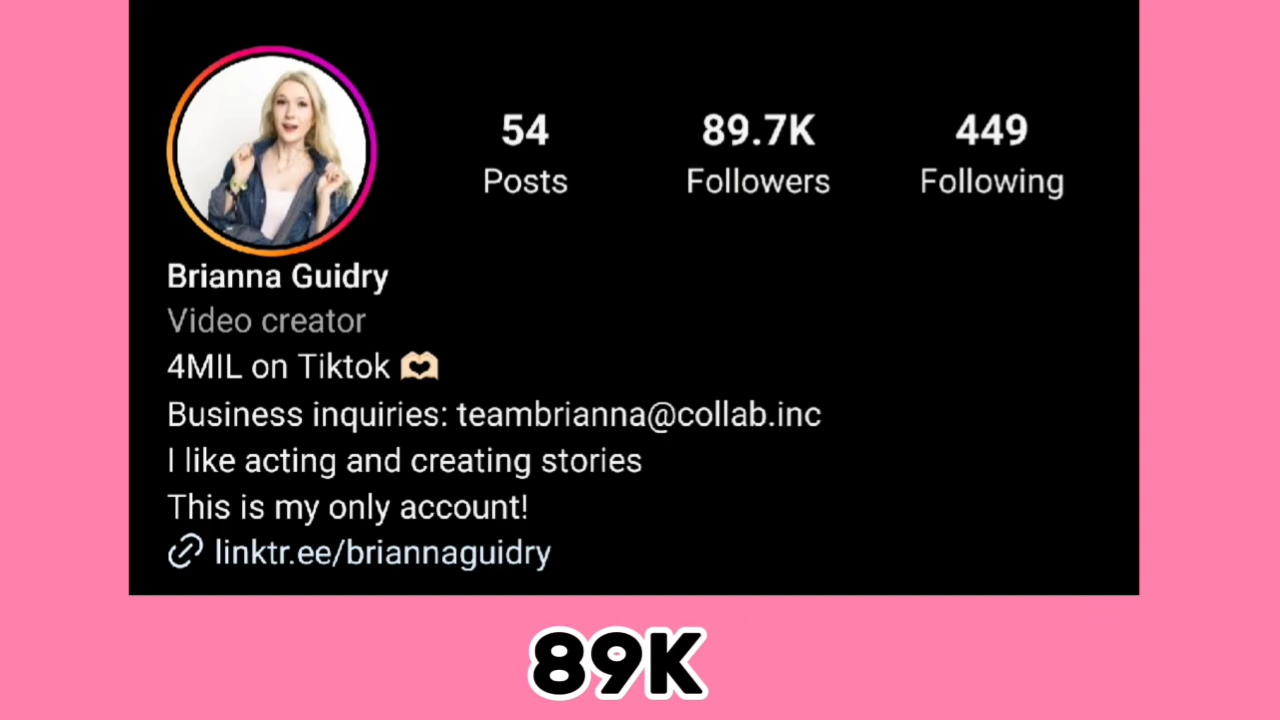 54 89.7K 449
Posts Followers Following
Brianna Guidry
Video creator
4MIL on Tiktok 🫶🏻
Business inquiries: teambrianna@collab.inc
I like acting and creating stories
This is my only account!
linktr.ee/briannaguidry
89K